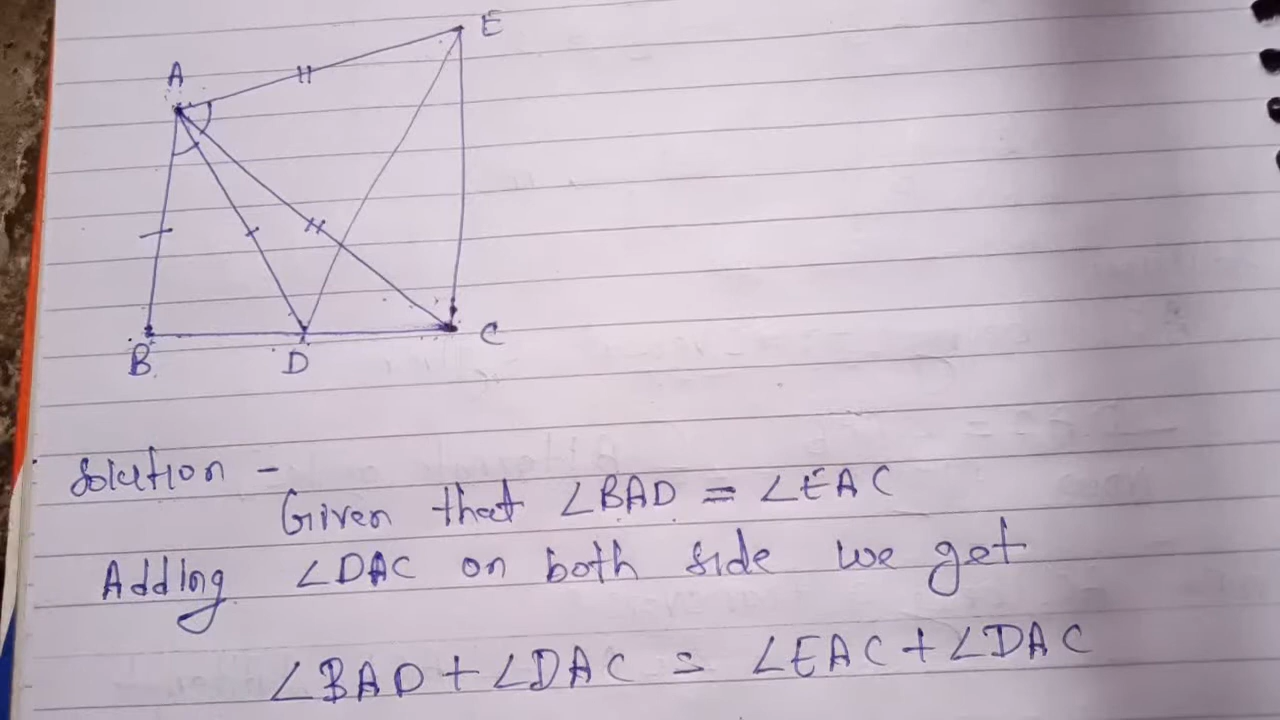 E
A
B
D
C
Solution -
Given that ∠BAD = ∠EAC
Adding ∠DAC on both side we get
∠BAD + ∠DAC = ∠EAC + ∠DAC